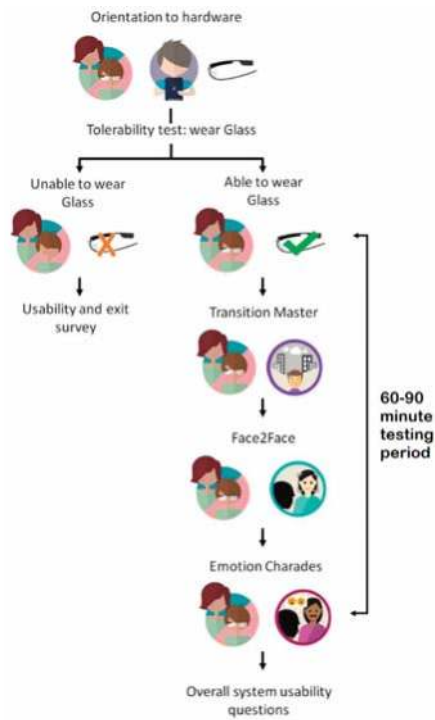 Orientation to hardware
Tolerability test: wear Glass
Unable to wear
Glass
Able to wear
Glass
Usability and exit
survey
Transition Master
60-90
minute
testing
period
Face2Face
Emotion Charades
Overall system usability
questions